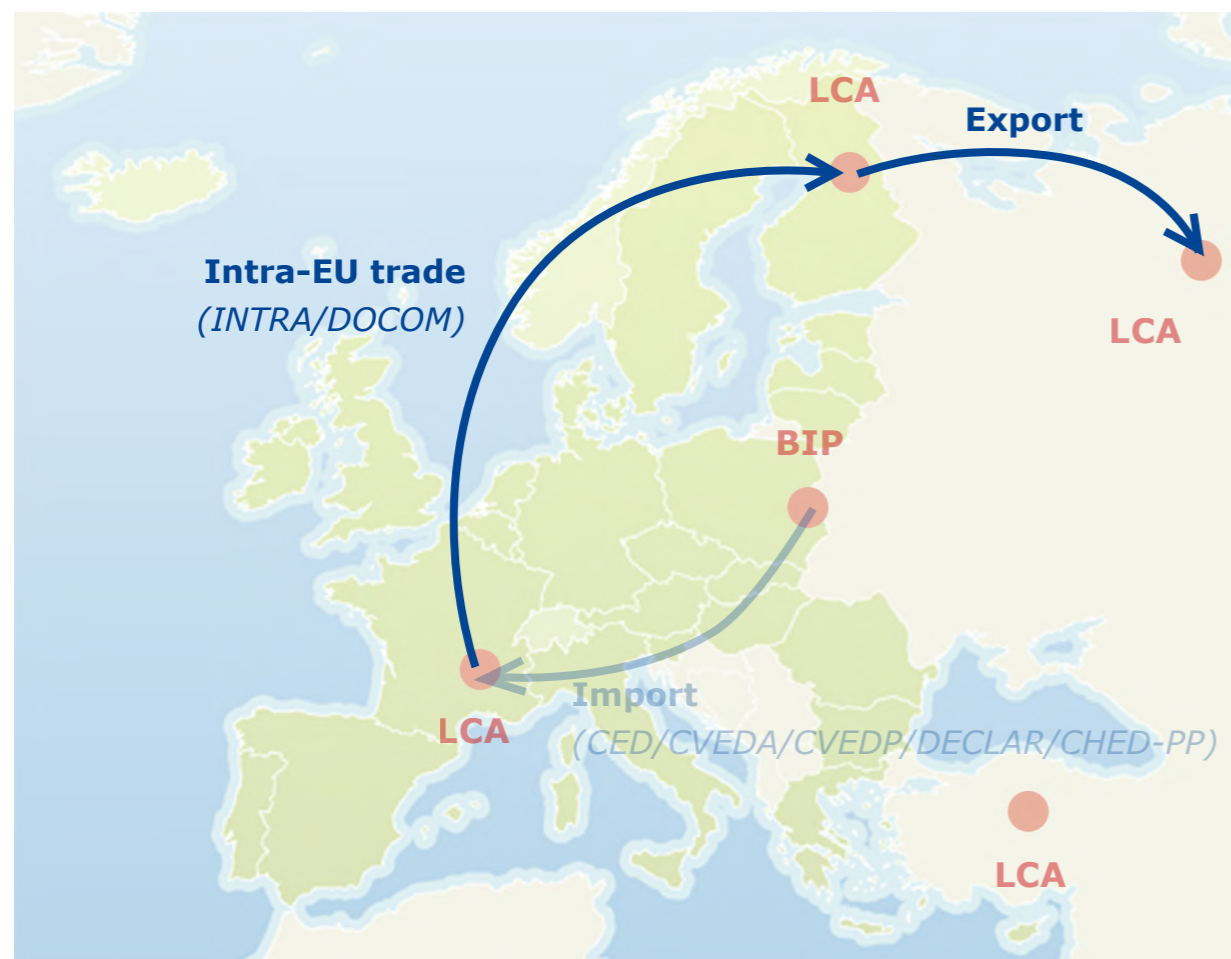 LCA
Export
Intra-EU trade
(INTRA/DOCOM)
LCA
BIP
Import
LCA
(CED/CVEDA/CVEDP/DECLAR/CHED-PP)
LCA